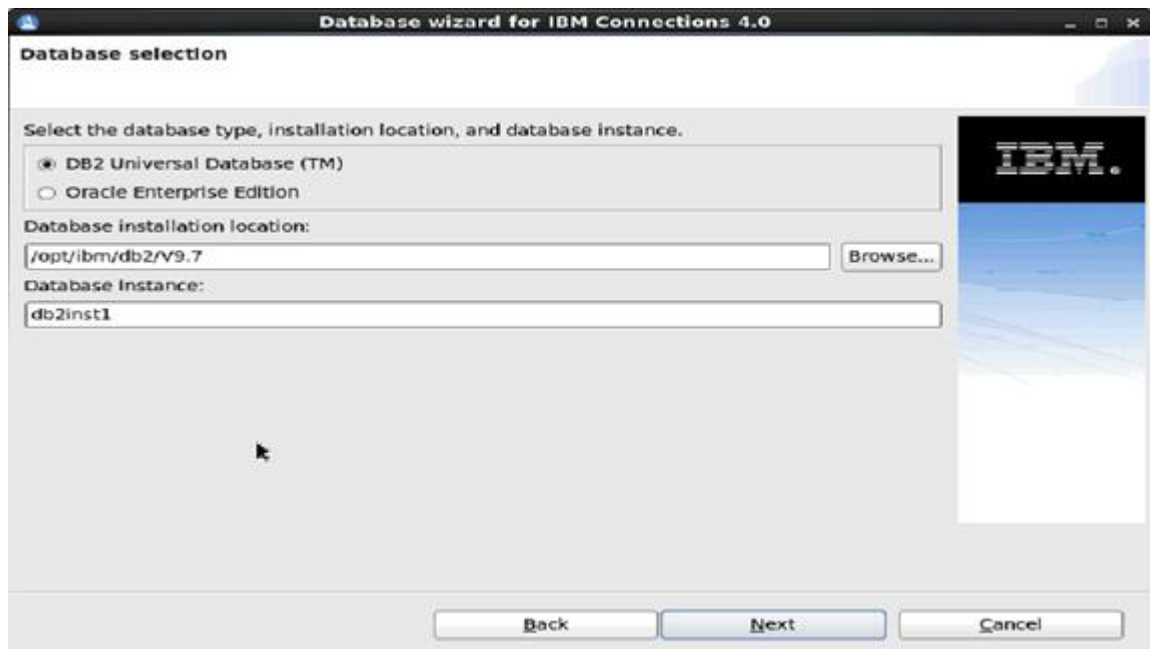 Database wizard for IBM Connections 4.0
Database selection
Select the database type, installation location, and database instance.
DB2 Universal Database (TM)
Oracle Enterprise Edition
IBM.
Database installation location:
/opt/ibm/db2/V9.7
Browse...
Database Instance:
db2inst1
Back
Next
Cancel